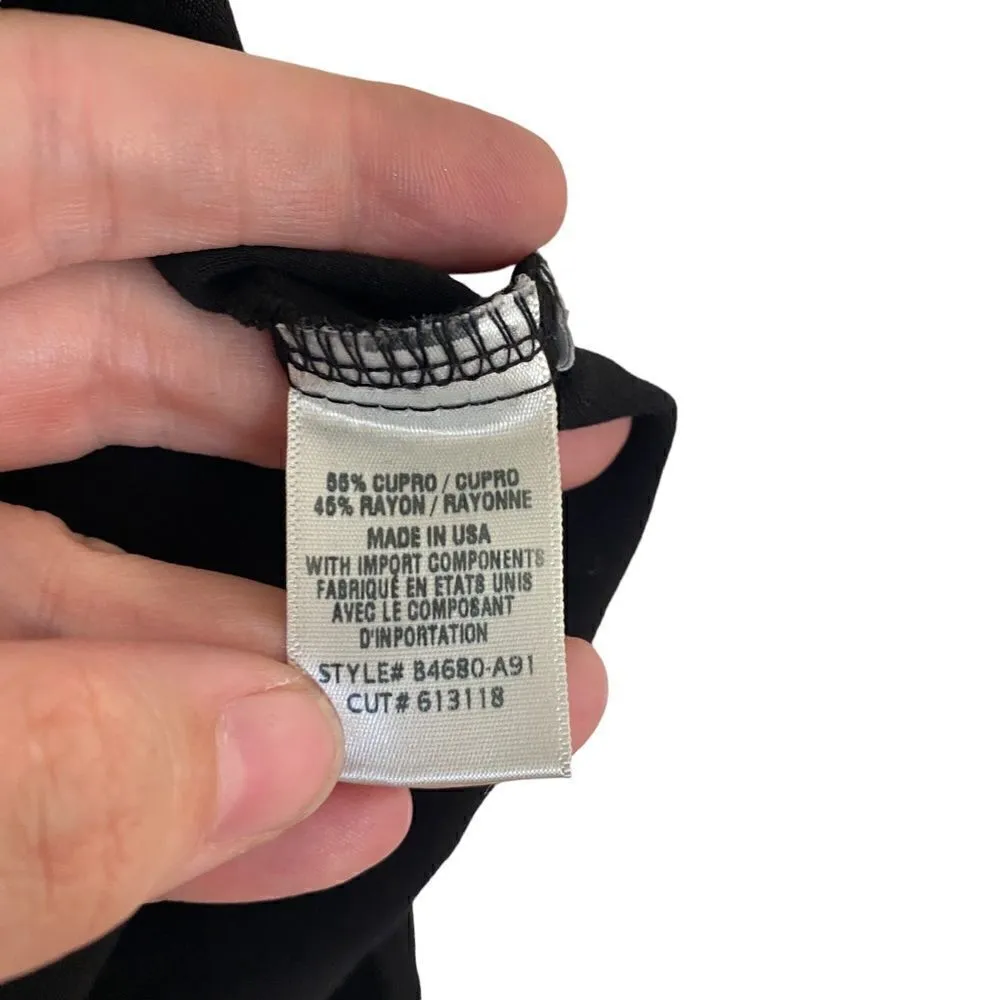 55% CUPRO / CUPRO
45% RAYON / RAYONNE
MADE IN USA
WITH IMPORT COMPONENTS
FABRIQUÉ EN ETATS UNIS
AVEC LE COMPOSANT
D'INPORTATION
STYLE# B4680-A91
CUT# 613118